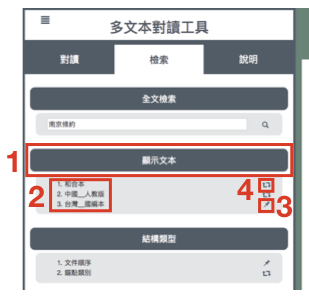 多文本對讀工具
對讀 檢索 說明
全文檢索
南京條約
1 顯示文本
1. 和合本 4
2 2. 中國__人教版
3. 台灣__國編本 3
結構類型
1. 文件順序
2. 錨點類別